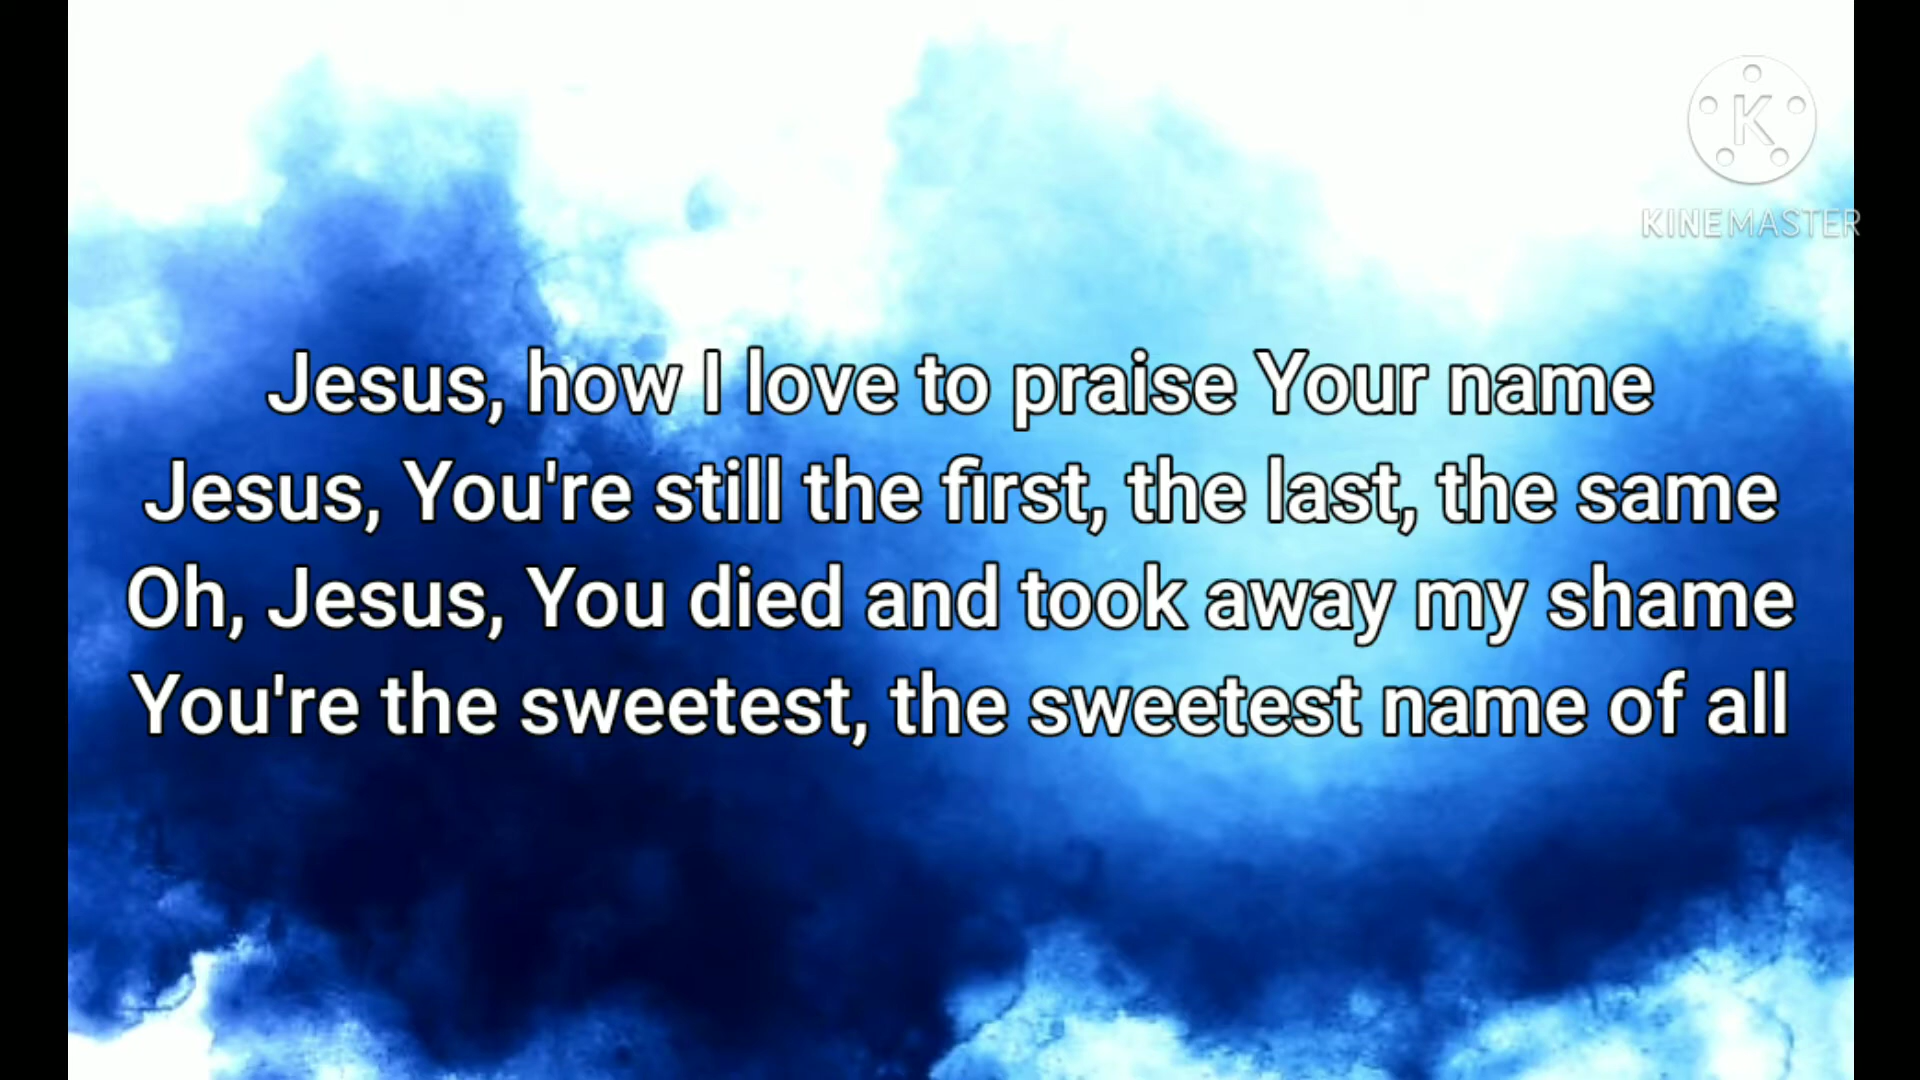 K
KINEMASTER
Jesus, how I love to praise Your name
Jesus, You're still the first, the last, the same
Oh, Jesus, You died and took away my shame
You're the sweetest, the sweetest name of all